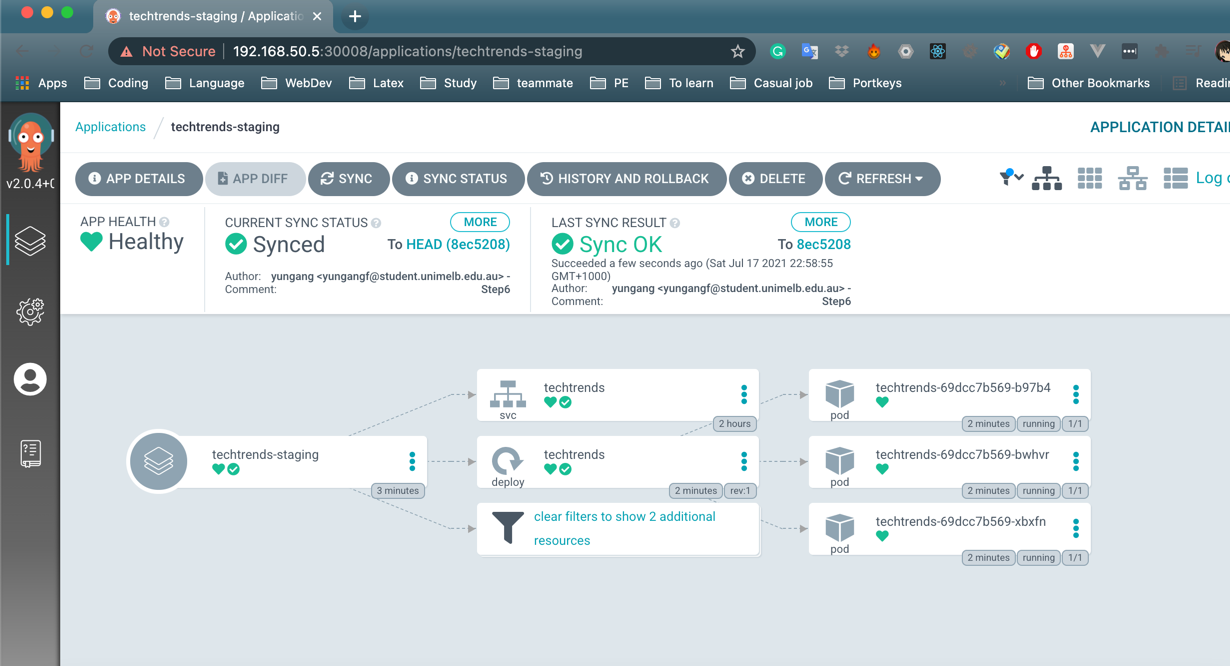 techtrends-staging / Applicatio
Not Secure
192.168.50.5:30008/applications/techtrends-staging
Apps
Coding
Language
WebDev
Latex
Study
teammate
PE
To learn
Casual job
Portkeys
»
Other Bookmarks
Readin
v2.0.4+0
Applications / techtrends-staging
APPLICATION DETAI
APP DETAILS
APP DIFF
SYNC
SYNC STATUS
HISTORY AND ROLLBACK
DELETE
REFRESH
Log o
APP HEALTH
Healthy
CURRENT SYNC STATUS
MORE
Synced
To HEAD (8ec5208)
Author: yungang <yungangf@student.unimelb.edu.au> -
Comment: Step6
LAST SYNC RESULT
MORE
Sync OK
To 8ec5208
Succeeded a few seconds ago (Sat Jul 17 2021 22:58:55
GMT+1000)
Author: yungang <yungangf@student.unimelb.edu.au> -
Comment: Step6
techtrends-staging
3 minutes
svc
techtrends
2 hours
deploy
techtrends
2 minutes
rev:1
clear filters to show 2 additional
resources
pod
techtrends-69dcc7b569-b97b4
2 minutes
running
1/1
pod
techtrends-69dcc7b569-bwhvr
2 minutes
running
1/1
pod
techtrends-69dcc7b569-xbxfn
2 minutes
running
1/1